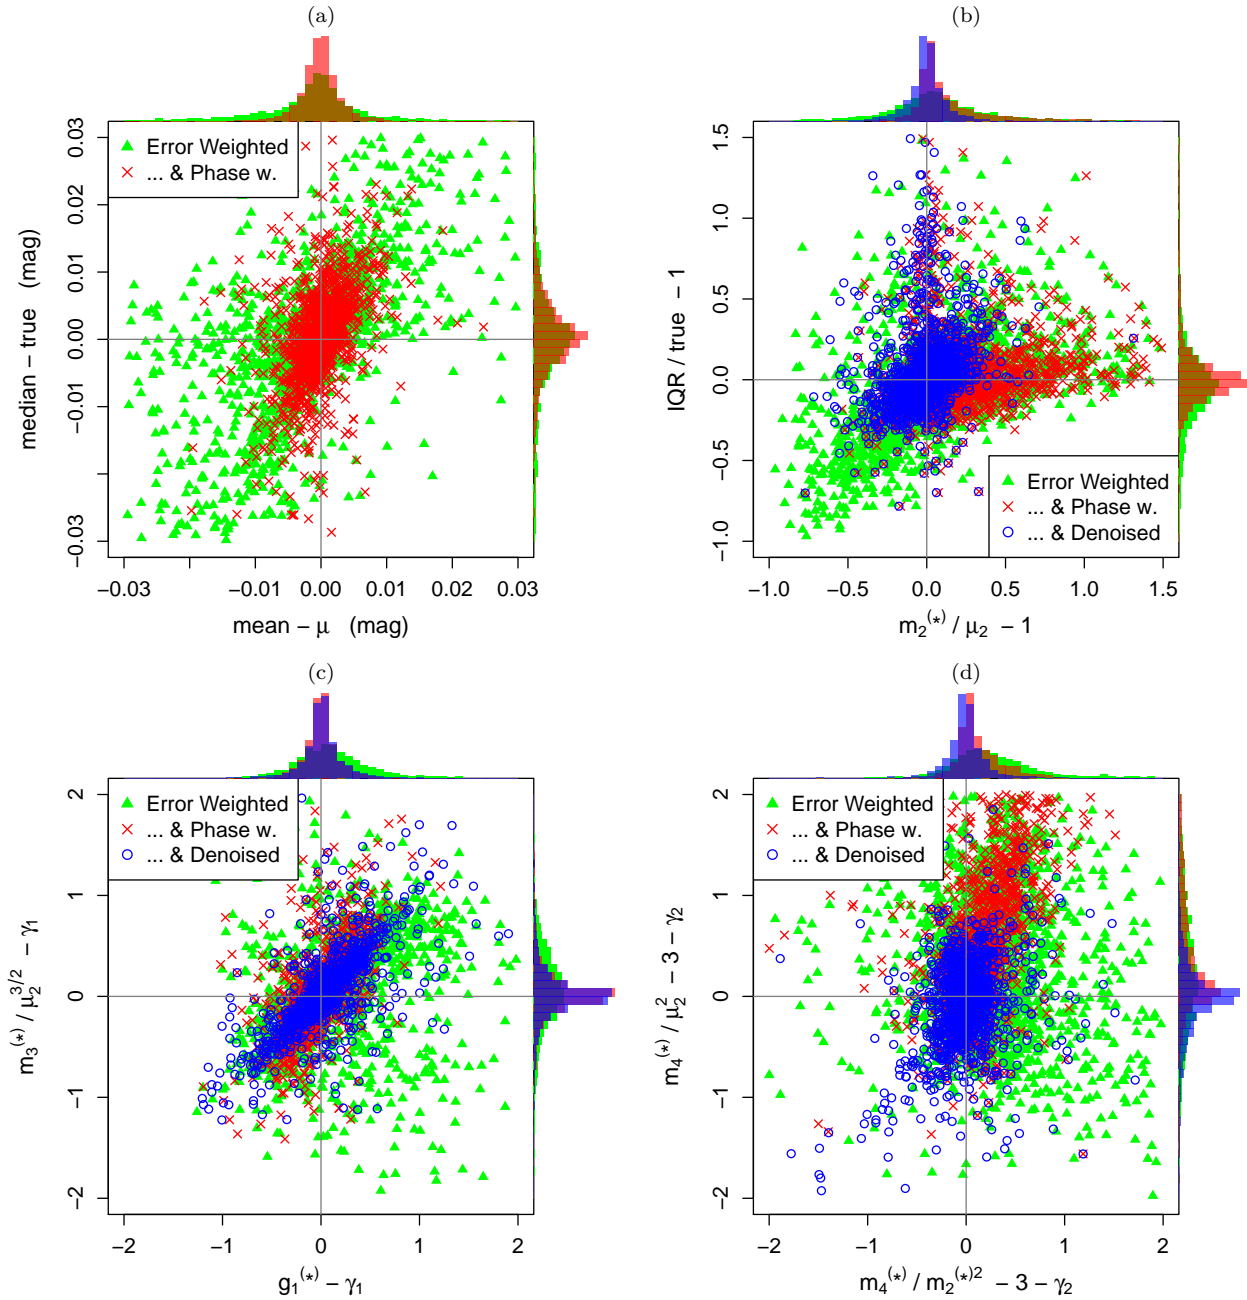 (a)
Error Weighted
... & Phase w.
0.03
0.02
0.01
0.00
−0.01
−0.03
median − true (mag)
−0.03
−0.01
0.00
0.01
0.02
0.03
mean − μ (mag)
(b)
1.5
1.0
0.5
0.0
−0.5
−1.0
IQR / true − 1
Error Weighted
... & Phase w.
... & Denoised
−1.0
−0.5
0.0
0.5
1.0
1.5
m₂⁽*⁾ / μ₂ − 1
(c)
Error Weighted
... & Phase w.
... & Denoised
2
1
0
−1
−2
m₃⁽*⁾ / μ₂^3/2 − γ₁
−2
−1
0
1
2
g₁⁽*⁾ − γ₁
(d)
Error Weighted
... & Phase w.
... & Denoised
2
1
0
−1
−2
m₄⁽*⁾ / μ₂² − 3 − γ₂
−2
−1
0
1
2
m₄⁽*⁾ / m₂⁽*⁾² − 3 − γ₂